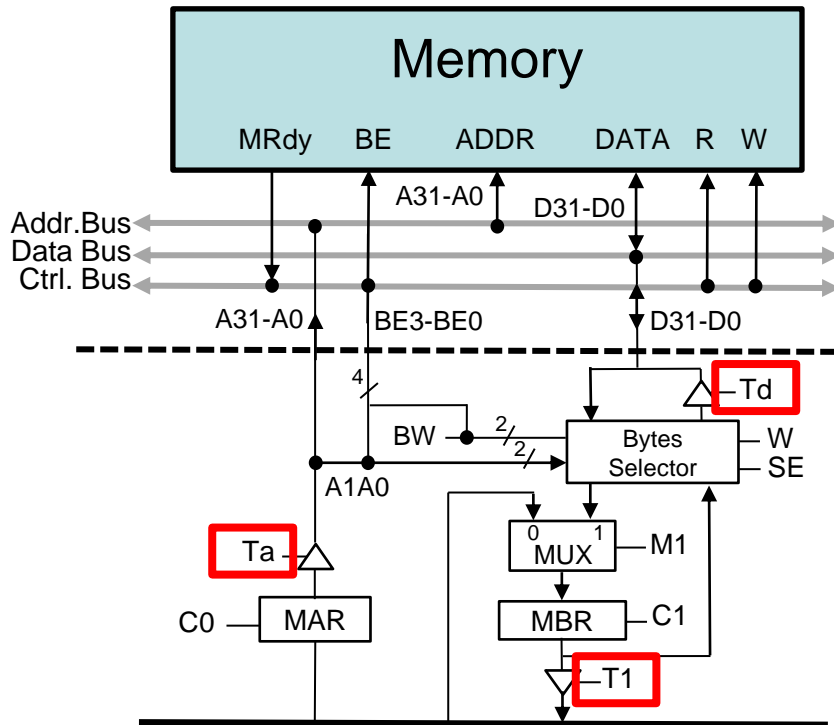 Memory
MRdy BE ADDR DATA R W
A31-A0 D31-D0
Addr.Bus
Data Bus
Ctrl. Bus
A31-A0 BE3-BE0 D31-D0
4
Td
BW 2 Bytes Selector W
2 SE
A1A0
0 1
Ta MUX M1
C0 MAR MBR C1
T1